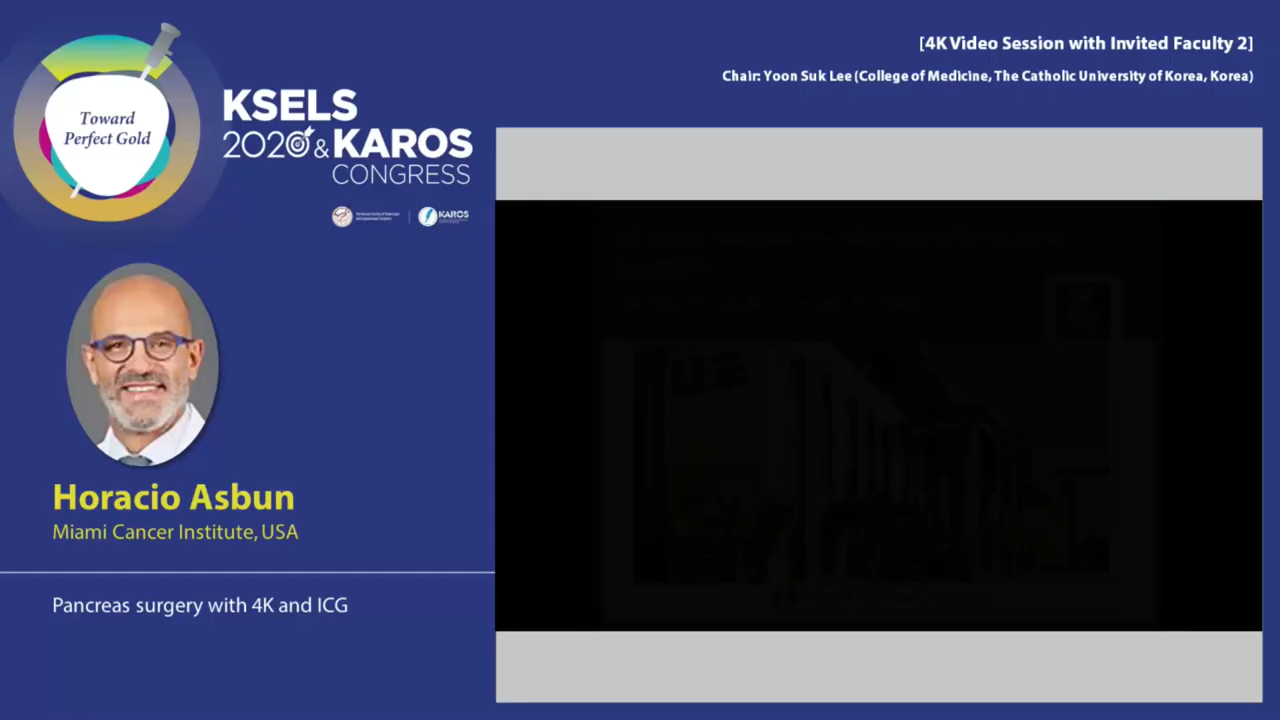 [4K Video Session with Invited Faculty 2]
Chair: Yoon Suk Lee (College of Medicine, The Catholic University of Korea, Korea)
Toward
Perfect Gold
KSELS
2020 & KAROS
CONGRESS
KAROS
Horacio Asbun
Miami Cancer Institute, USA
Pancreas surgery with 4K and ICG